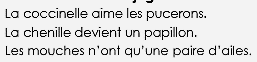 La coccinelle aime les pucerons.
La chenille devient un papillon.
Les mouches n'ont qu'une paire d'ailes.